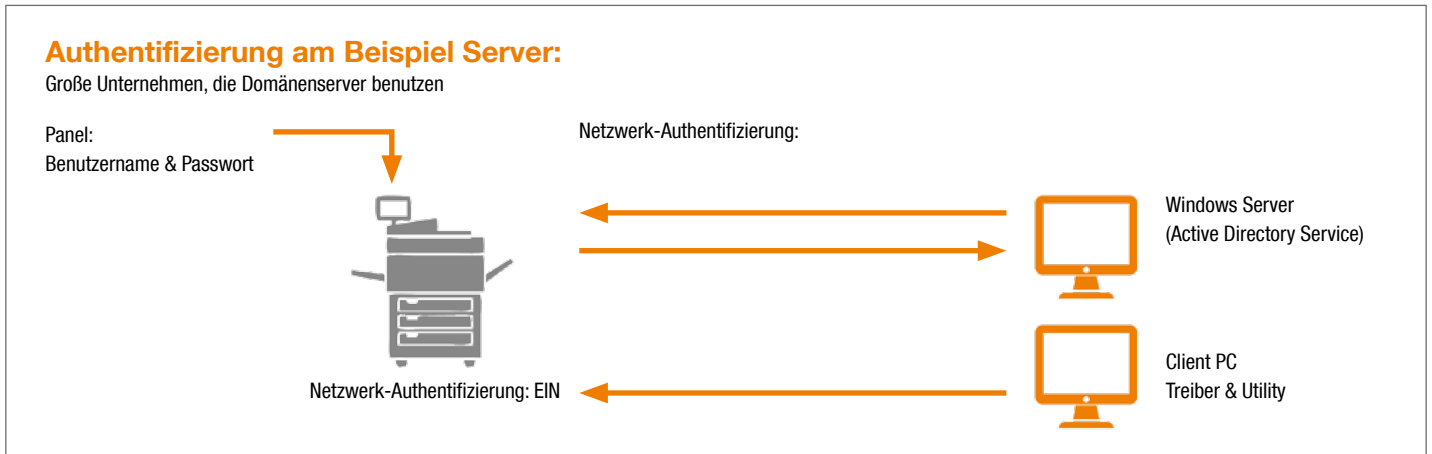 Authentifizierung am Beispiel Server:
Große Unternehmen, die Domänenserver benutzen
Panel:
Benutzername & Passwort
Netzwerk-Authentifizierung:
Windows Server
(Active Directory Service)
Netzwerk-Authentifizierung: EIN
Client PC
Treiber & Utility